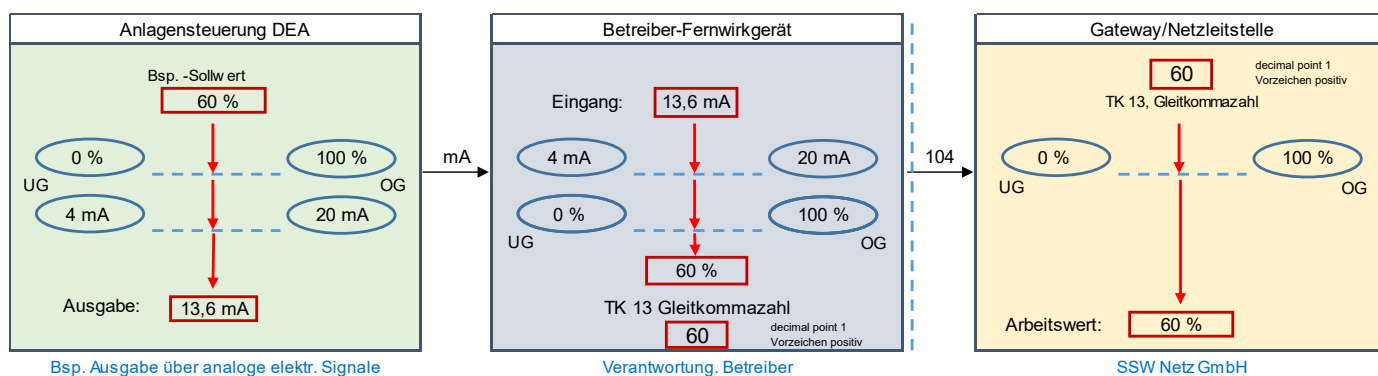 Anlagensteuerung DEA
Bsp. -Sollwert
60 %
0 %
100 %
UG
OG
4 mA
20 mA
Ausgabe:
13,6 mA
Bsp. Ausgabe über analoge elektr. Signale
mA
Betreiber-Fernwirkgerät
Eingang:
13,6 mA
4 mA
20 mA
0 %
100 %
UG
OG
60 %
TK 13 Gleitkommazahl
60
decimal point 1
Vorzeichen positiv
Verantwortung. Betreiber
104
Gateway/Netzleitstelle
60
decimal point 1
Vorzeichen positiv
TK 13, Gleitkommazahl
0 %
100 %
UG
OG
Arbeitswert:
60 %
SSW Netz GmbH